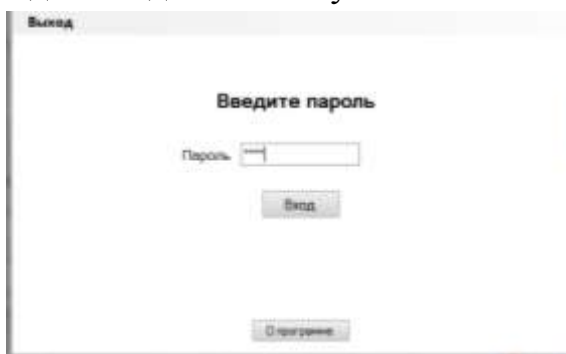 Выход
Введите пароль
Пароль ****
Вход
О программе